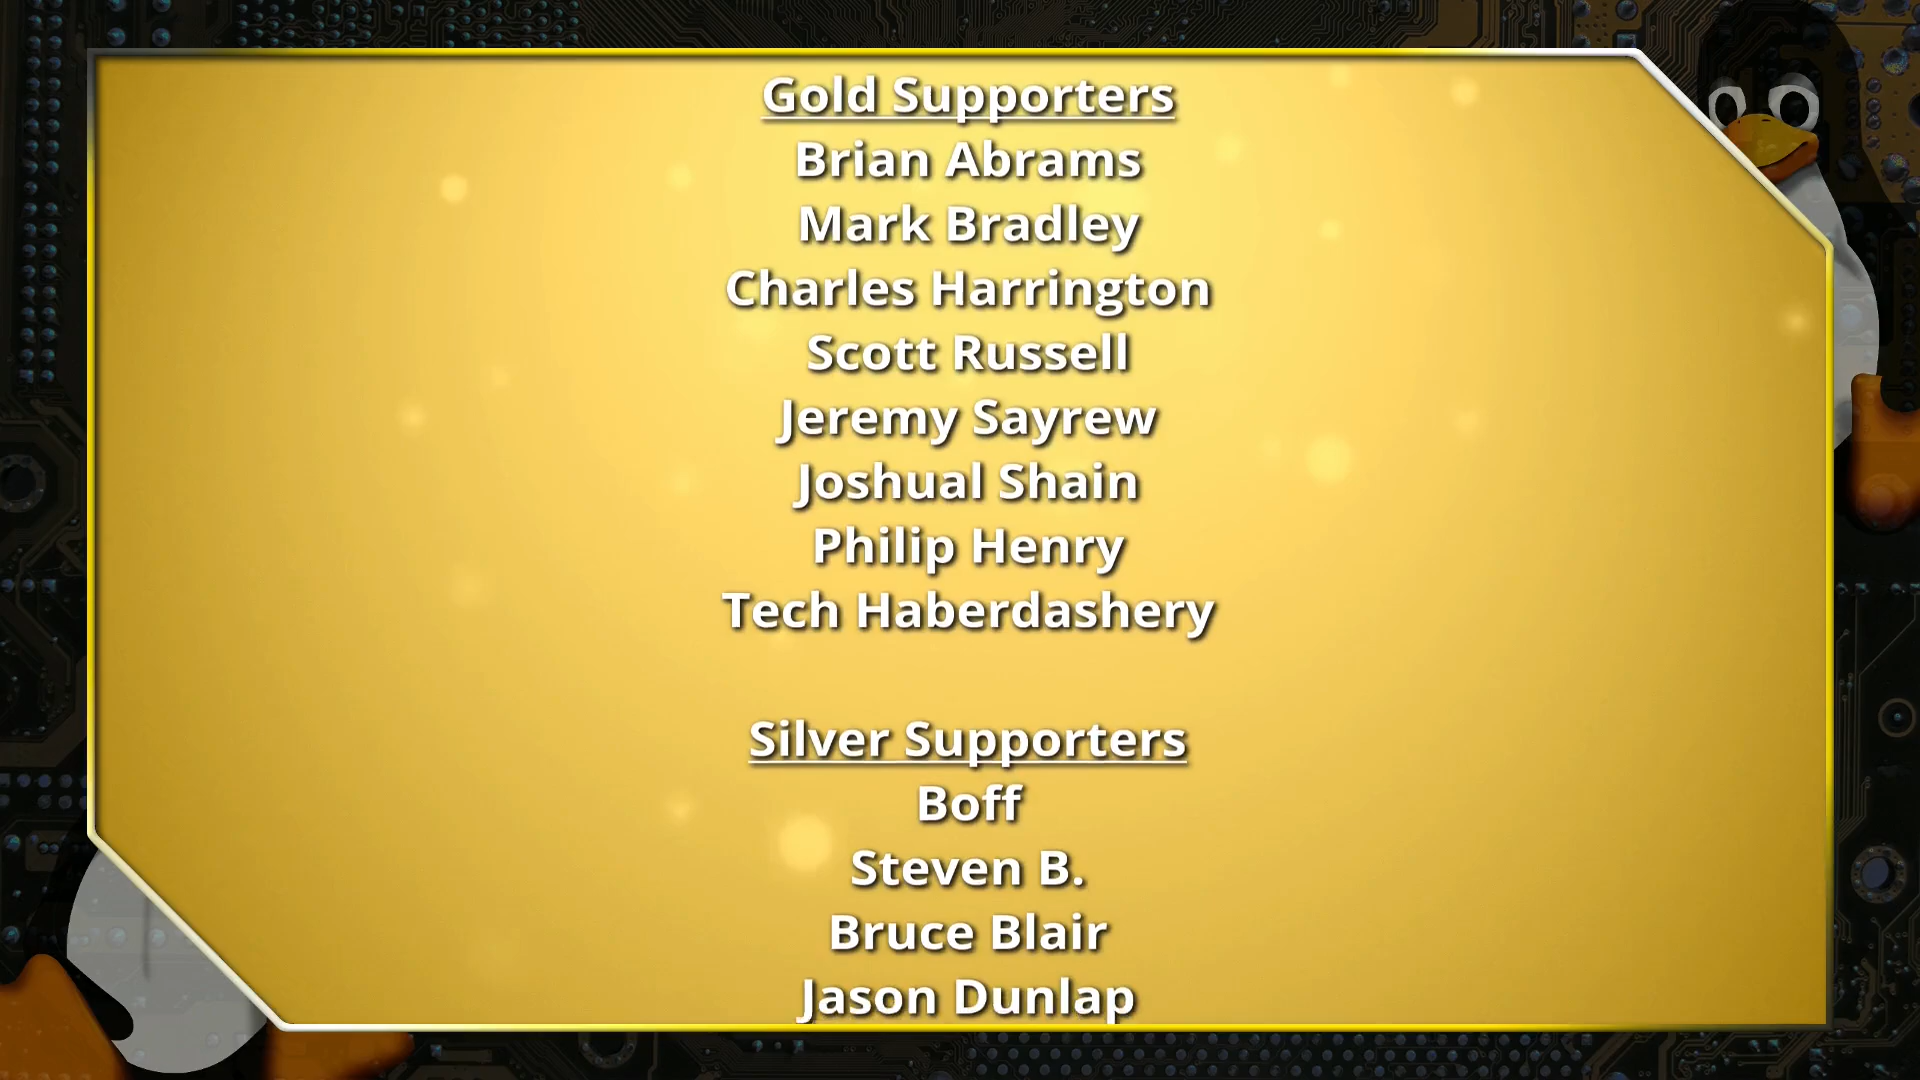 Gold Supporters
Brian Abrams
Mark Bradley
Charles Harrington
Scott Russell
Jeremy Sayrew
Joshual Shain
Philip Henry
Tech Haberdashery
Silver Supporters
Boff
Steven B.
Bruce Blair
Jason Dunlap